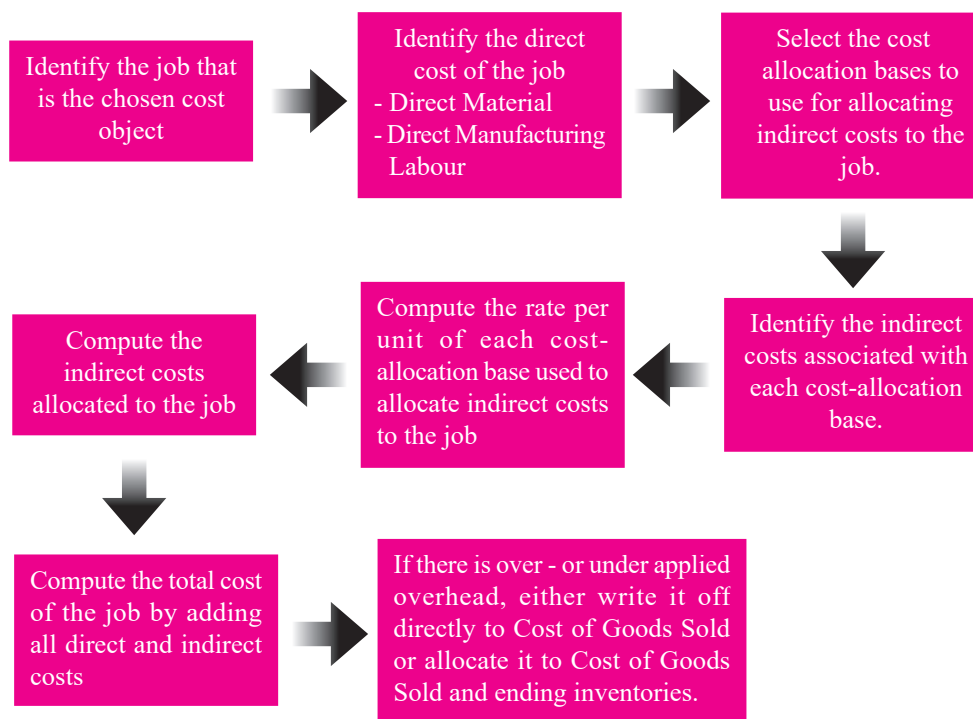 Identify the job that
is the chosen cost
object
Identify the direct
cost of the job
- Direct Material
- Direct Manufacturing
Labour
Select the cost
allocation bases to
use for allocating
indirect costs to the
job.
Identify the indirect
costs associated with
each cost-allocation
base.
Compute the rate per
unit of each cost-
allocation base used to
allocate indirect costs
to the job
Compute the
indirect costs
allocated to the job
Compute the total cost
of the job by adding
all direct and indirect
costs
If there is over - or under applied
overhead, either write it off
directly to Cost of Goods Sold
or allocate it to Cost of Goods
Sold and ending inventories.